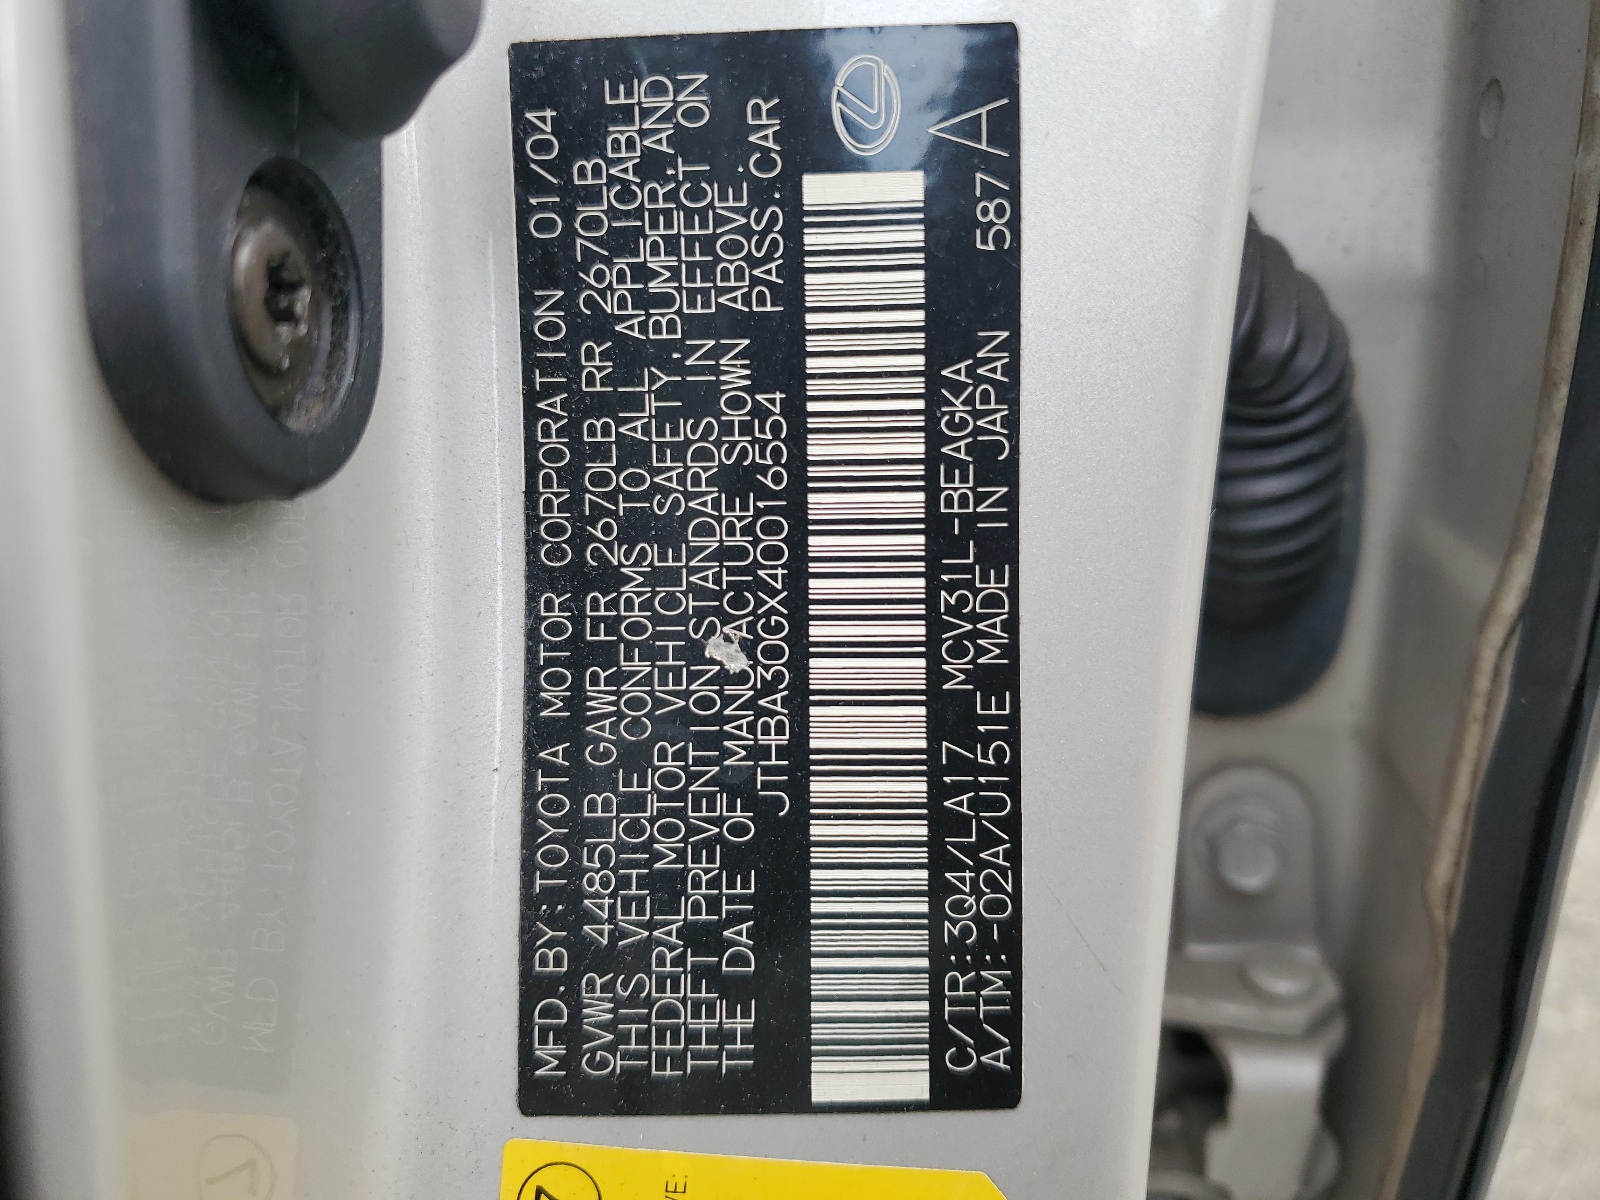 MFD.BY:TOYOTA MOTOR CORPORATION 01/04
GVWR 4485LB GAWR FR 2670LB RR 2670LB
THIS VEHICLE CONFORMS TO ALL APPLICABLE
FEDERAL MOTOR VEHICLE SAFETY, BUMPER, AND
THEFT PREVENTION STANDARDS IN EFFECT ON
THE DATE OF MANUFACTURE SHOWN ABOVE.
JTHBA30GX40016554 PASS.CAR
C/TR:3Q4/LA17 MCV31L-BEAGKA
A/TM:-02A/U151E MADE IN JAPAN 587A